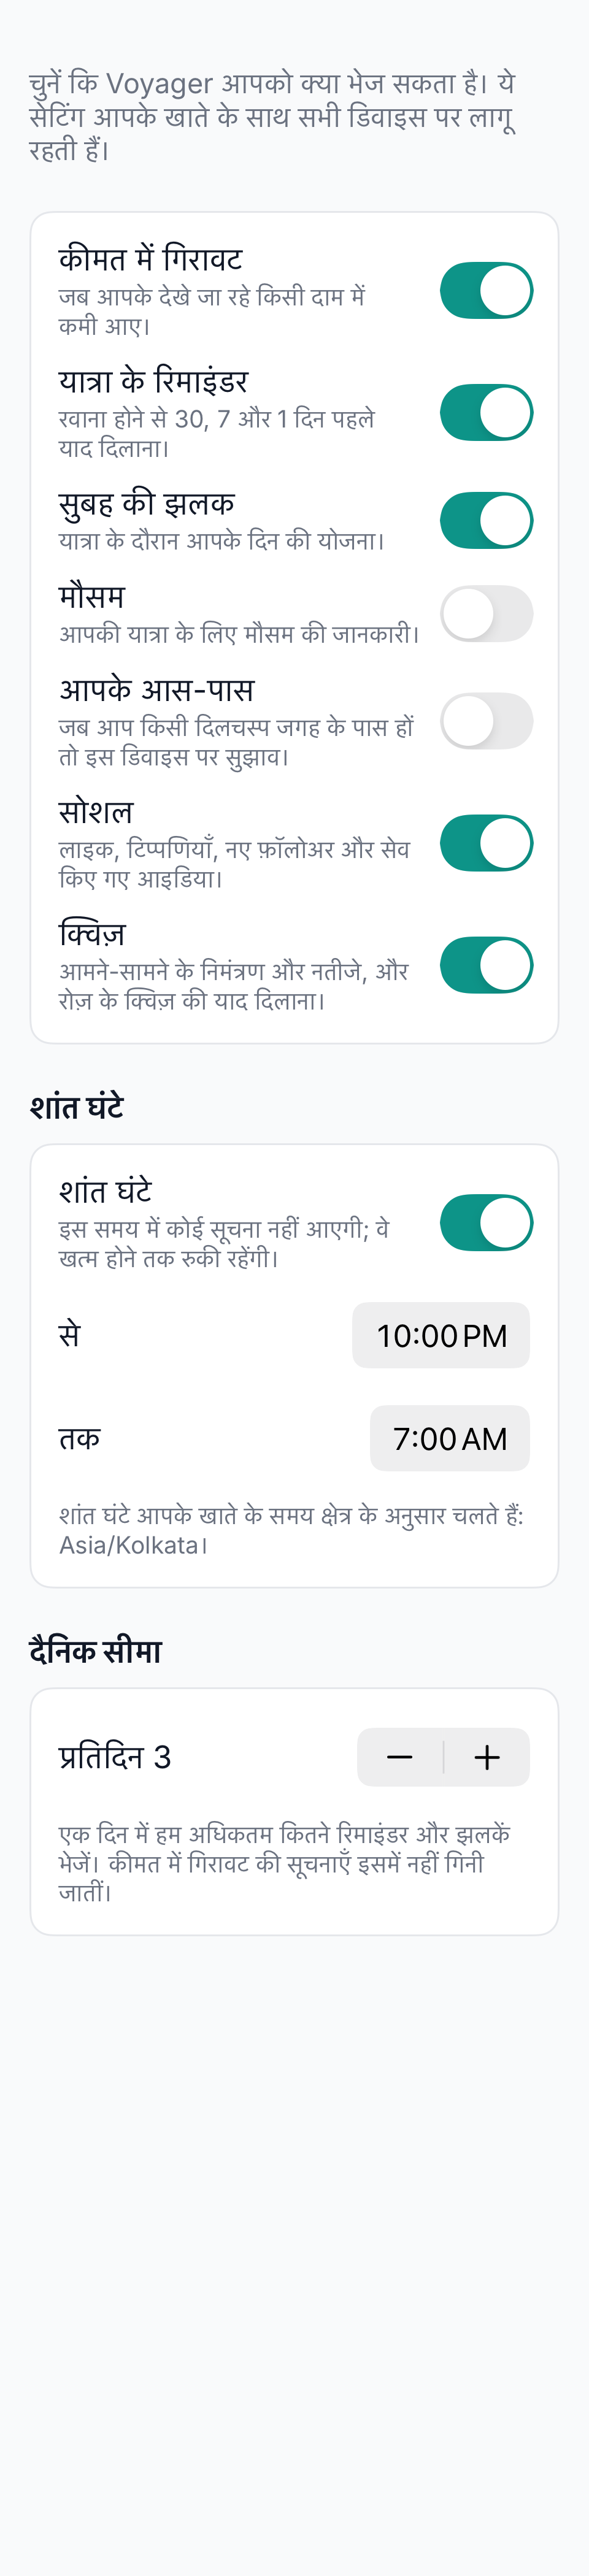 चुनें कि Voyager आपको क्या भेज सकता है। ये
सेटिंग आपके खाते के साथ सभी डिवाइस पर लागू
रहती हैं।
कीमत में गिरावट
जब आपके देखे जा रहे किसी दाम में
कमी आए।
यात्रा के रिमाइंडर
रवाना होने से 30, 7 और 1 दिन पहले
याद दिलाना।
सुबह की झलक
यात्रा के दौरान आपके दिन की योजना।
मौसम
आपकी यात्रा के लिए मौसम की जानकारी।
आपके आस-पास
जब आप किसी दिलचस्प जगह के पास हों
तो इस डिवाइस पर सुझाव।
सोशल
लाइक, टिप्पणियाँ, नए फ़ॉलोअर और सेव
किए गए आइडिया।
क्विज़
आमने-सामने के निमंत्रण और नतीजे, और
रोज़ के क्विज़ की याद दिलाना।
शांत घंटे
शांत घंटे
इस समय में कोई सूचना नहीं आएगी; वे
खत्म होने तक रुकी रहेंगी।
से
10:00 PM
तक
7:00 AM
शांत घंटे आपके खाते के समय क्षेत्र के अनुसार चलते हैं:
Asia/Kolkata।
दैनिक सीमा
प्रतिदिन 3
एक दिन में हम अधिकतम कितने रिमाइंडर और झलकें
भेजें। कीमत में गिरावट की सूचनाएँ इसमें नहीं गिनी
जातीं।